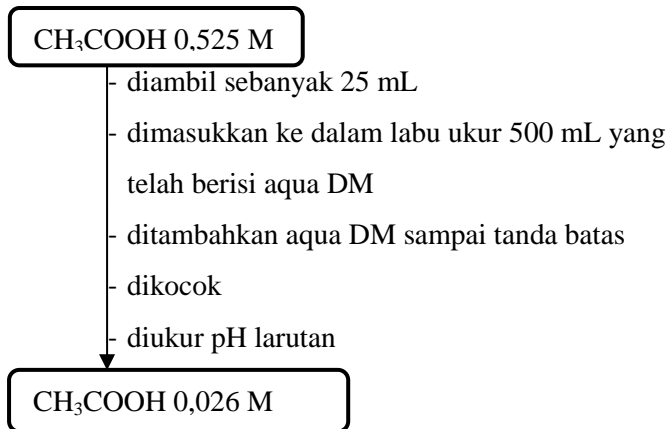 CH₃COOH 0,525 M
- diambil sebanyak 25 mL
- dimasukkan ke dalam labu ukur 500 mL yang
telah berisi aqua DM
- ditambahkan aqua DM sampai tanda batas
- dikocok
- diukur pH larutan
CH₃COOH 0,026 M